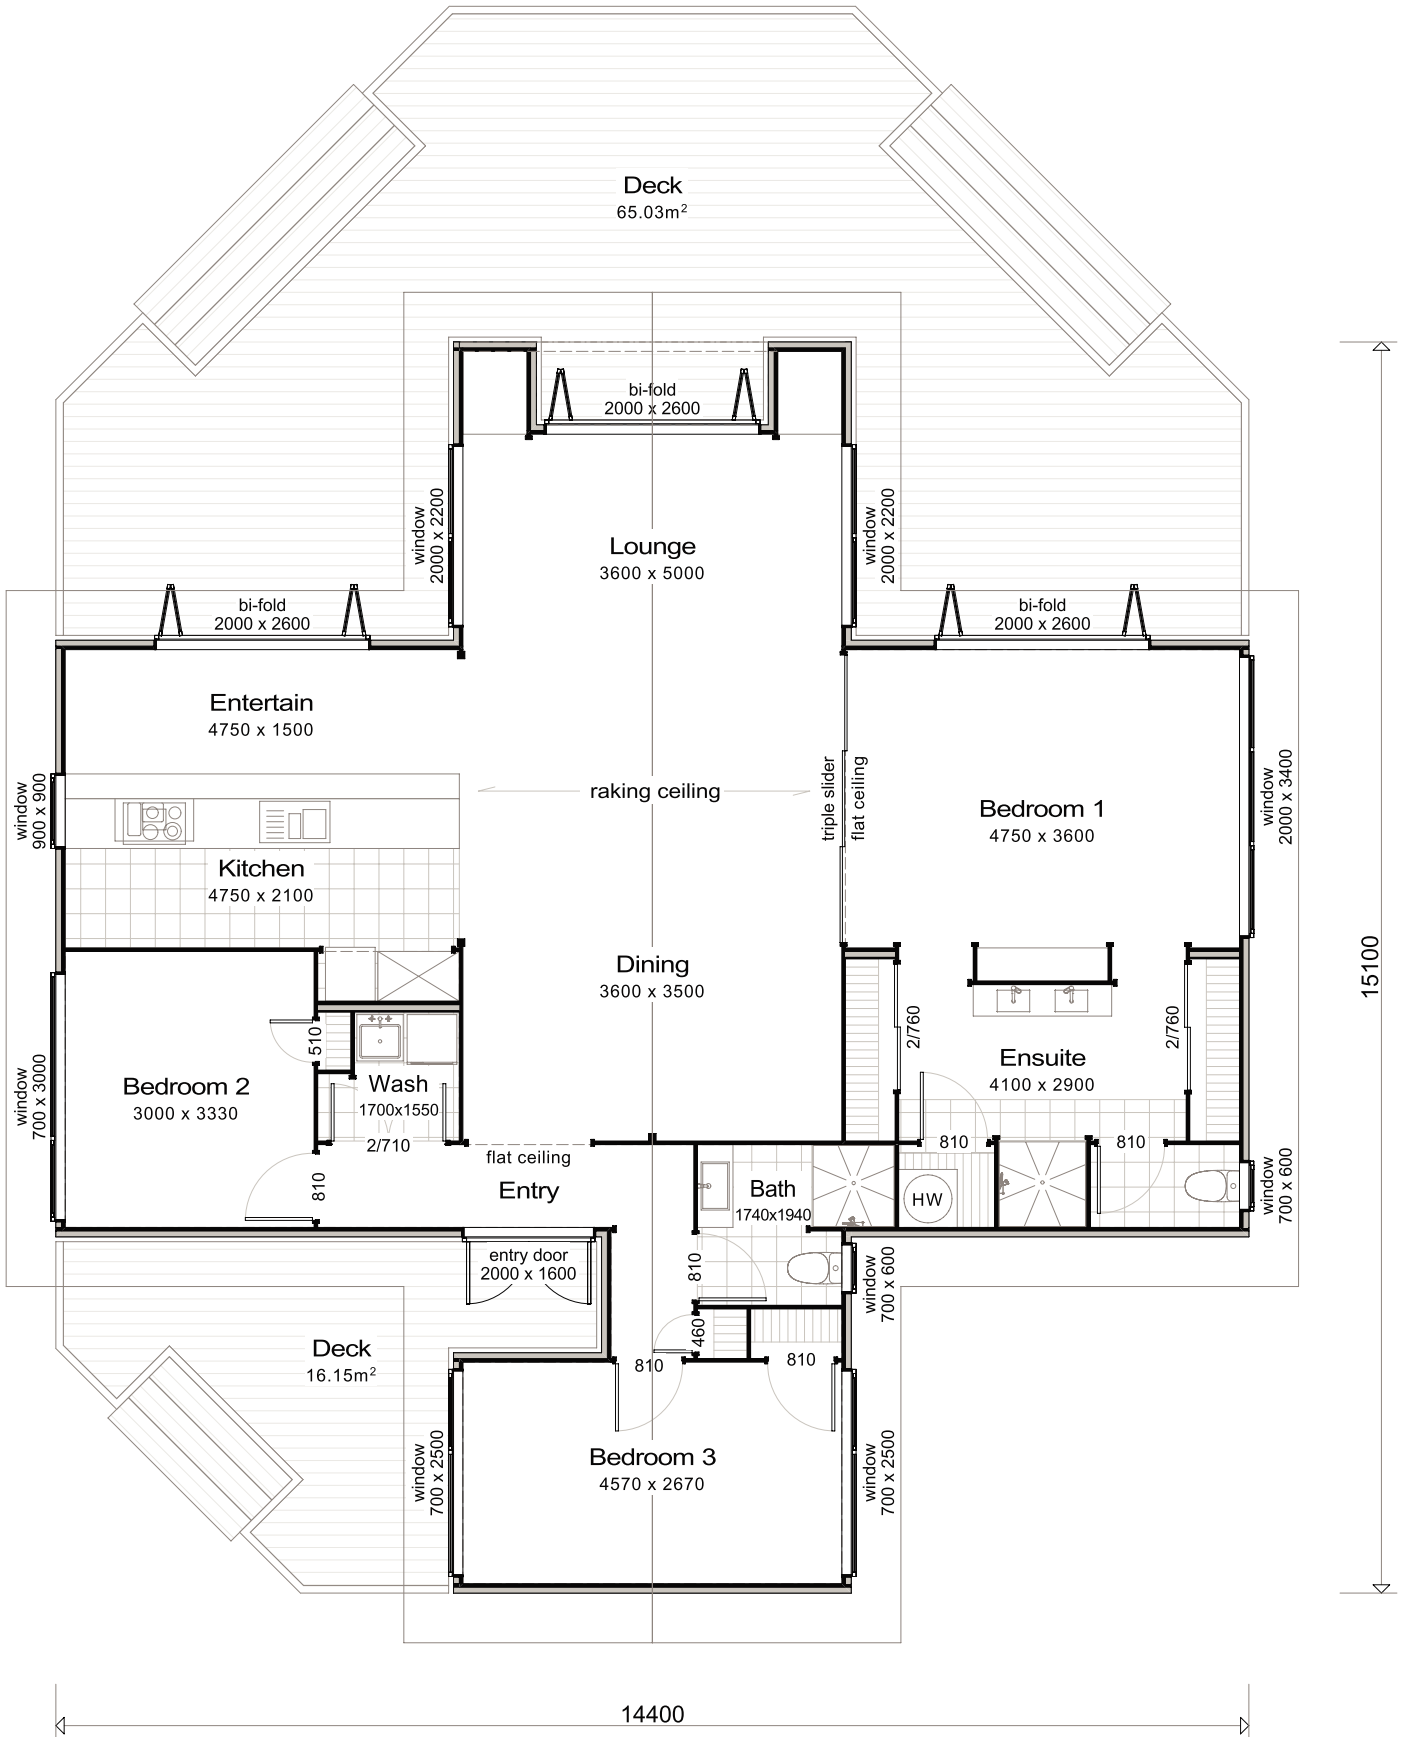 Deck
65.03m²
bi-fold
2000 x 2600
window
2000 x 2200
window
2000 x 2200
Lounge
3600 x 5000
bi-fold
2000 x 2600
bi-fold
2000 x 2600
Entertain
4750 x 1500
window
900 x 900
raking ceiling
triple slider
flat ceiling
Bedroom 1
4750 x 3600
window
2000 x 3400
Kitchen
4750 x 2100
15100
Dining
3600 x 3500
510
2/760
2/760
Ensuite
4100 x 2900
window
700 x 3000
Bedroom 2
3000 x 3330
Wash
1700x1550
2/710
810
810
flat ceiling
Entry
810
Bath
1740x1940
HW
window
700 x 600
entry door
2000 x 1600
810
window
700 x 600
Deck
16.15m²
460
810
810
window
700 x 2500
Bedroom 3
4570 x 2670
window
700 x 2500
14400